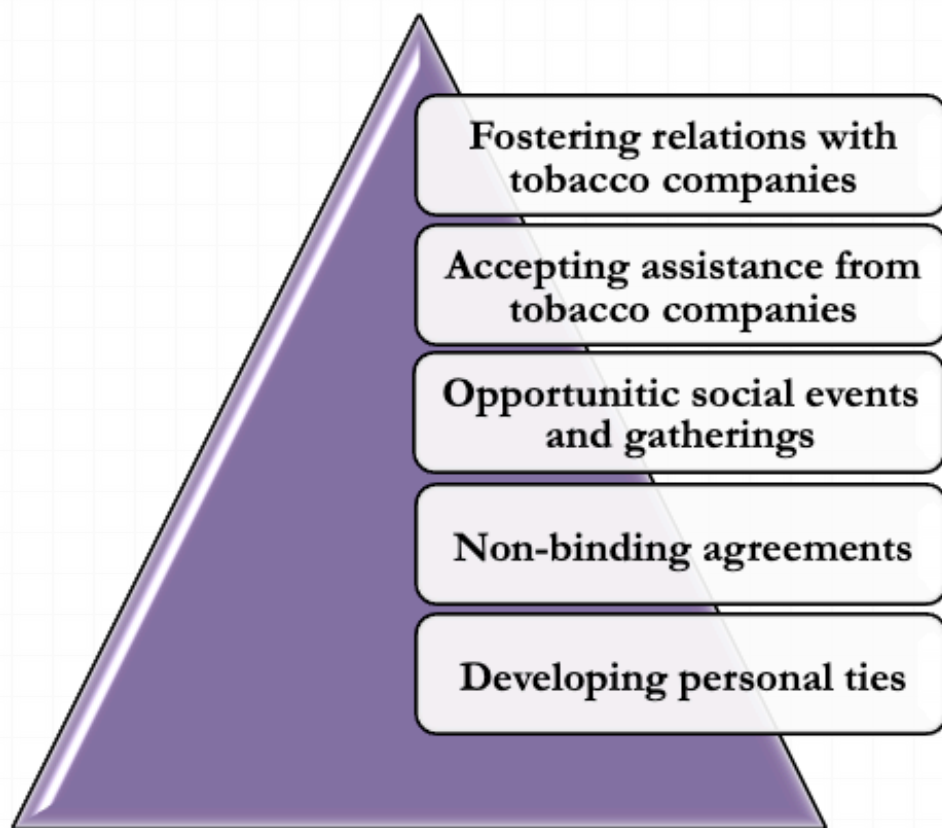 Fostering relations with
tobacco companies
Accepting assistance from
tobacco companies
Opportunitic social events
and gatherings
Non-binding agreements
Developing personal ties